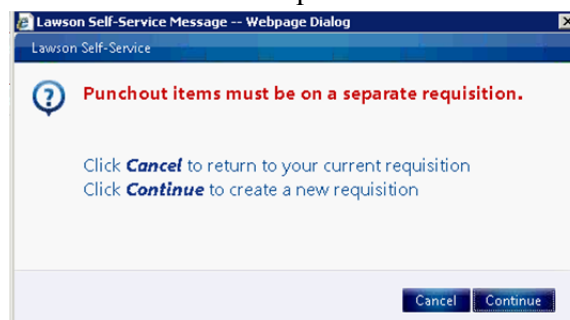 Lawson Self-Service Message -- Webpage Dialog
Lawson Self-Service
Punchout items must be on a separate requisition.
Click Cancel to return to your current requisition
Click Continue to create a new requisition
Cancel Continue